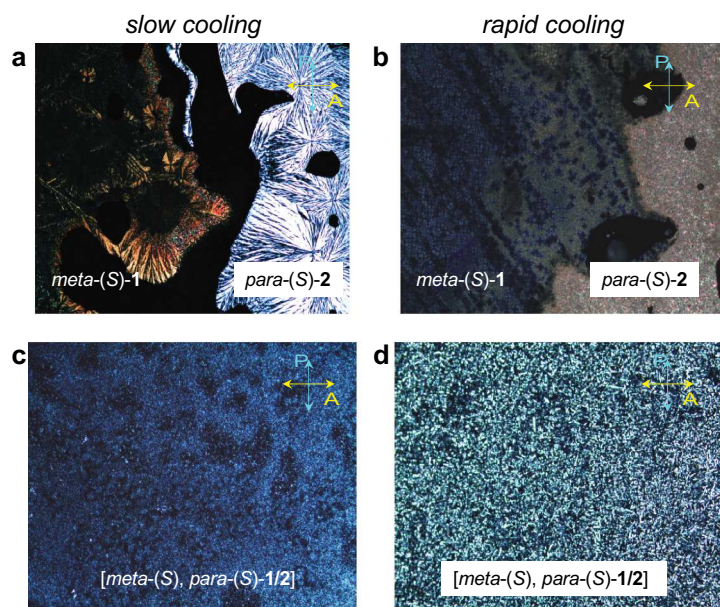 slow cooling
rapid cooling
a
P
A
meta-(S)-1
para-(S)-2
b
P
A
meta-(S)-1
para-(S)-2
c
P
A
[meta-(S), para-(S)-1/2]
d
P
A
[meta-(S), para-(S)-1/2]